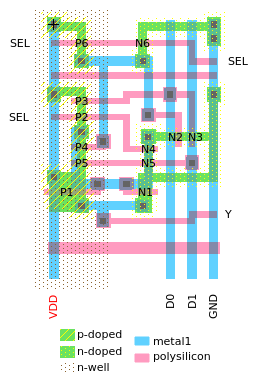 P6 N6
SEL
SEL
P3
SEL P2
N2 N3
P4 N4
P5 N5
P1 N1
Y
VDD D0 D1 GND
p-doped metal1
n-doped polysilicon
n-well